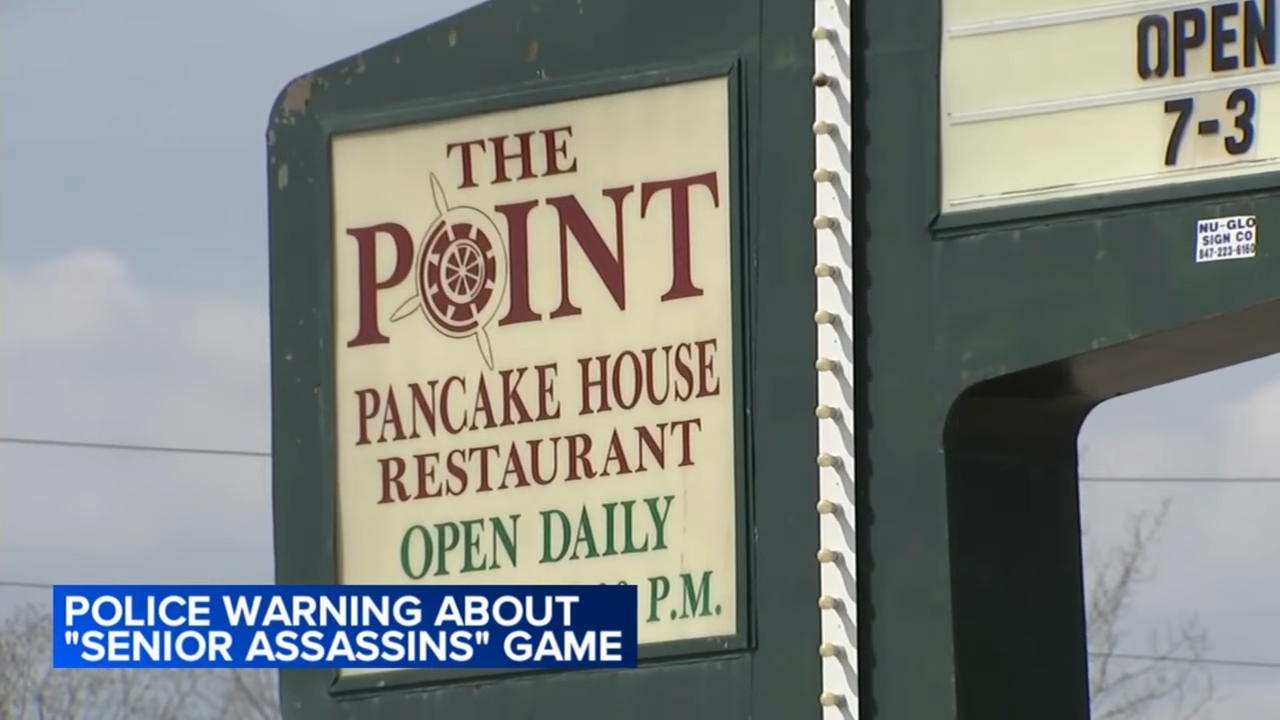 THE
POINT
PANCAKE HOUSE
RESTAURANT
OPEN DAILY
P.M.
OPEN
7-3
NU-GLO
SIGN CO
847-223-6160
POLICE WARNING ABOUT
"SENIOR ASSASSINS" GAME